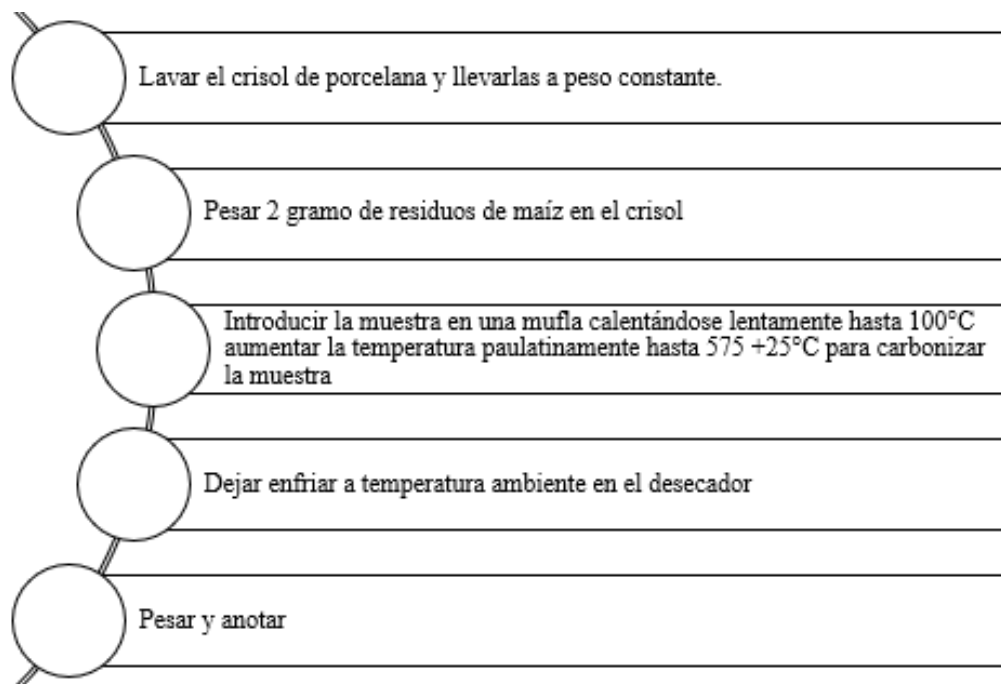 Lavar el crisol de porcelana y llevarlas a peso constante.
Pesar 2 gramo de residuos de maíz en el crisol
Introducir la muestra en una mufla calentándose lentamente hasta 100°C
aumentar la temperatura paulatinamente hasta 575 +25°C para carbonizar
la muestra
Dejar enfriar a temperatura ambiente en el desecador
Pesar y anotar